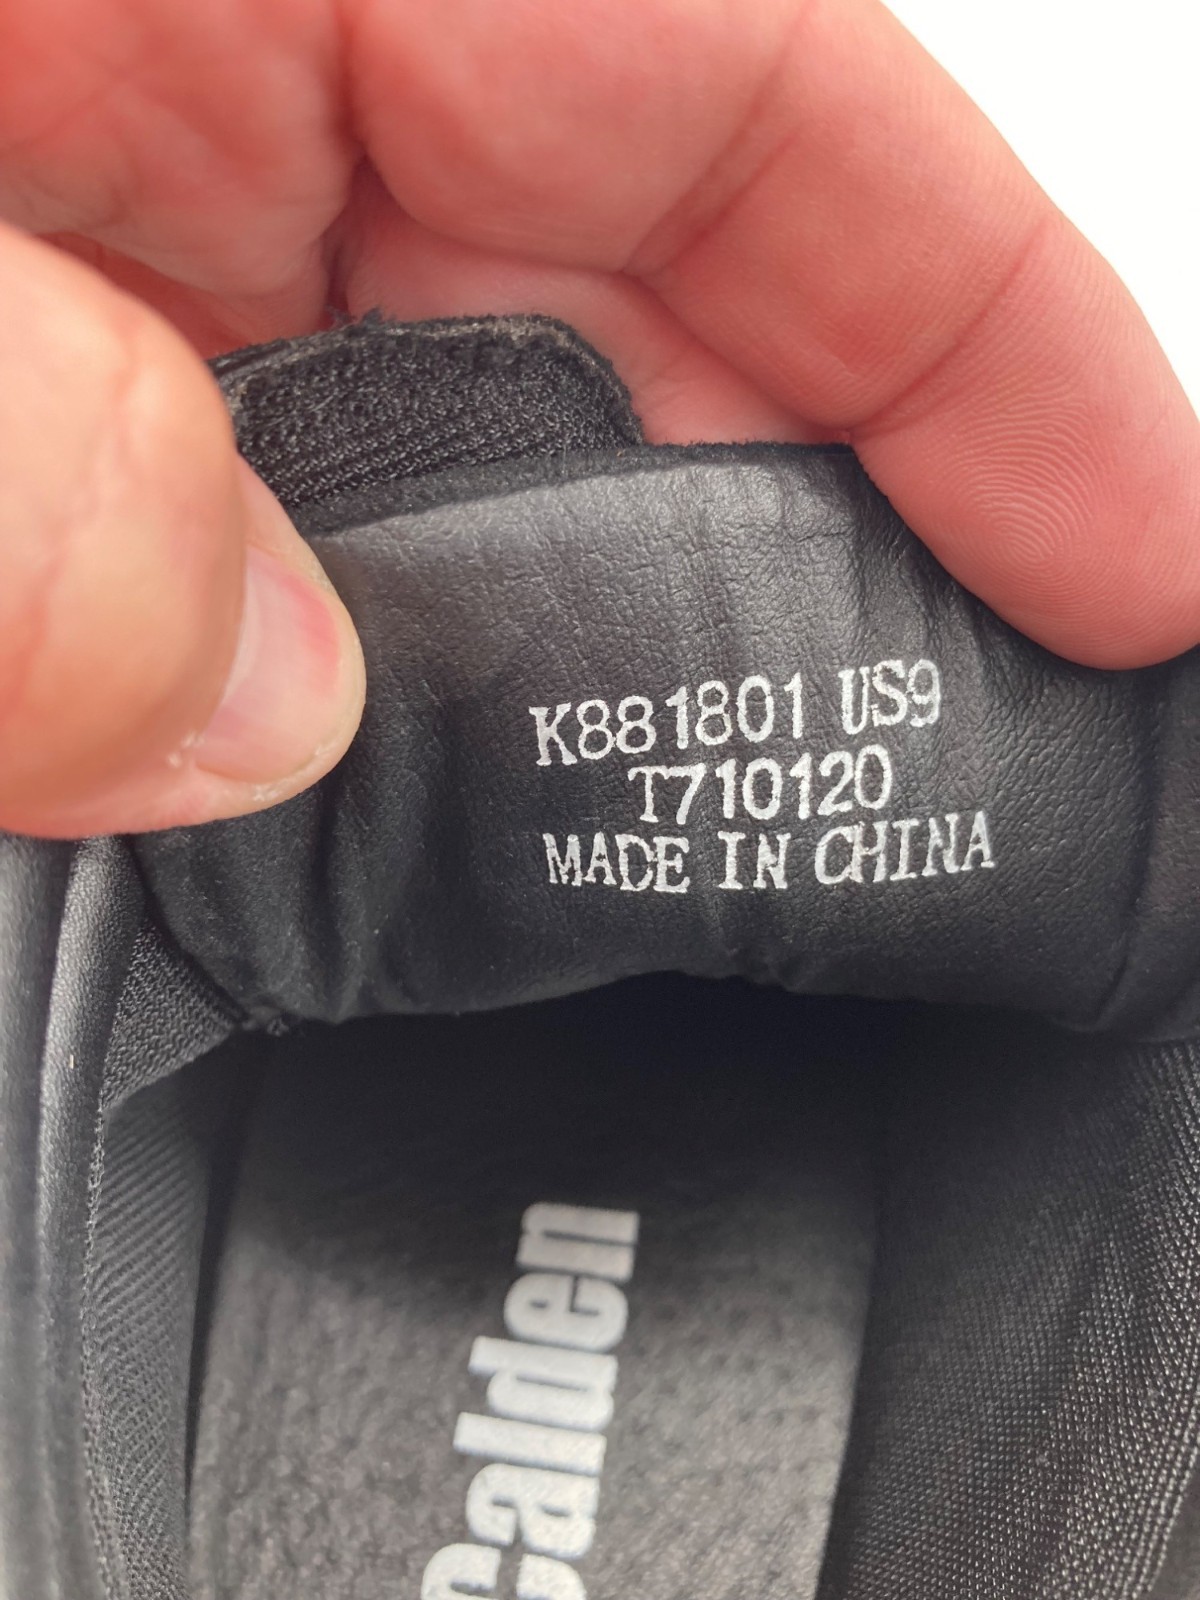 K881801 US9
T710120
MADE IN CHINA
Calden